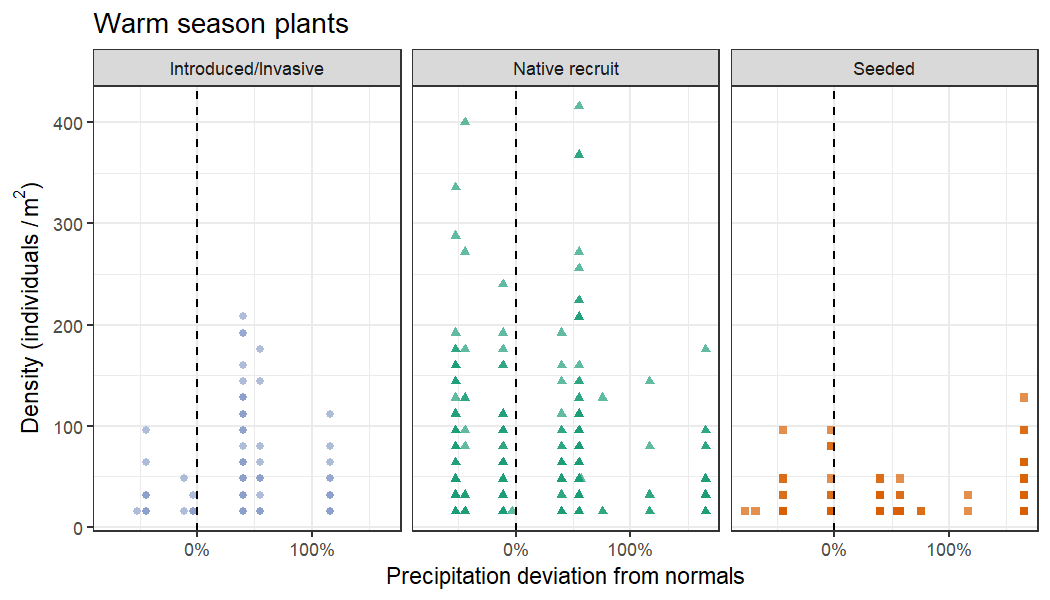 Warm season plants
Introduced/Invasive
Native recruit
Seeded
Density (individuals / m²)
400
300
200
100
0
0%
100%
0%
100%
0%
100%
Precipitation deviation from normals